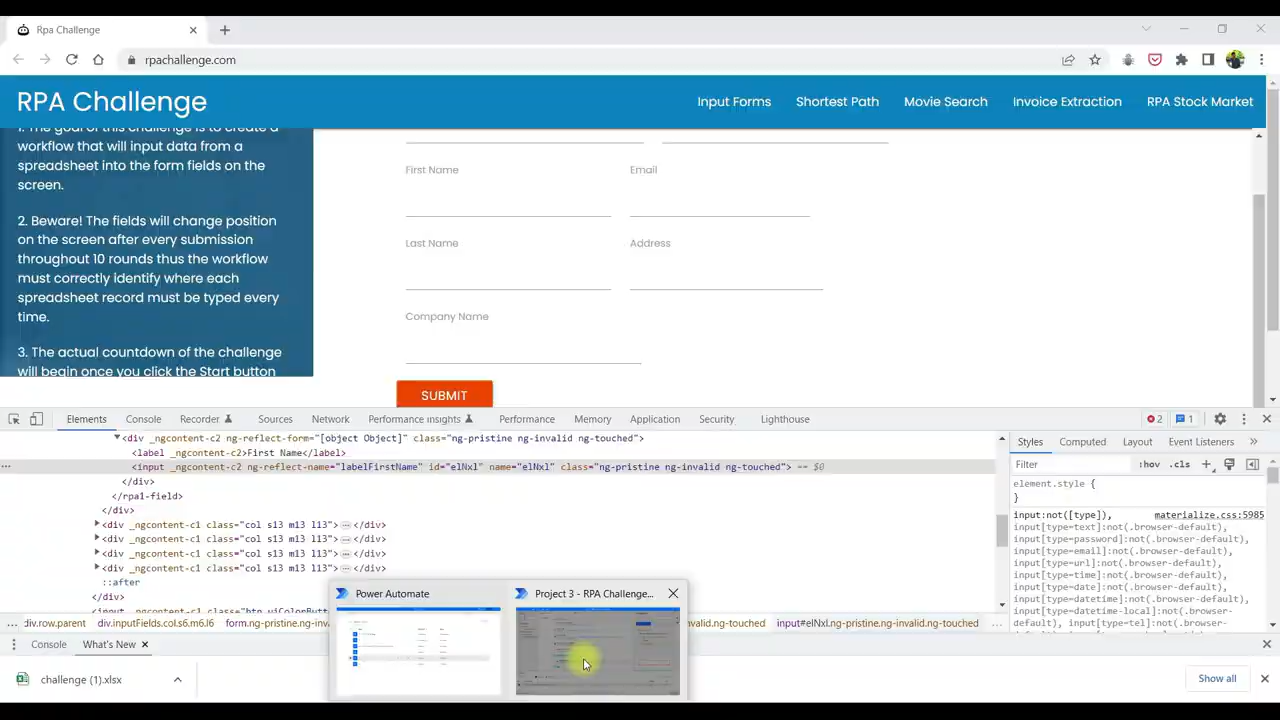 Rpa Challenge
rpachallenge.com
RPA Challenge
Input Forms
Shortest Path
Movie Search
Invoice Extraction
RPA Stock Market
1. The goal of this challenge is to create a
workflow that will input data from a
spreadsheet into the form fields on the
screen.
2. Beware! The fields will change position
on the screen after every submission
throughout 10 rounds thus the workflow
must correctly identify where each
spreadsheet record must be typed every
time.
3. The actual countdown of the challenge
will begin once you click the Start button
First Name
Email
Last Name
Address
Company Name
SUBMIT
Elements
Console
Recorder
Sources
Network
Performance insights
Performance
Memory
Application
Security
Lighthouse
2
1
<div _ngcontent-c2 ng-reflect-form="[object Object]" class="ng-pristine ng-invalid ng-touched">
<label _ngcontent-c2>First Name</label>
<input _ngcontent-c2 ng-reflect-name="labelFirstName" id="elNxl" name="elNxl" class="ng-pristine ng-invalid ng-touched"> == $0
</div>
</rpa1-field>
</div>
<div _ngcontent-c1 class="col s13 m13 l13">…</div>
<div _ngcontent-c1 class="col s13 m13 l13">…</div>
<div _ngcontent-c1 class="col s13 m13 l13">…</div>
<div _ngcontent-c1 class="col s13 m13 l13">…</div>
::after
</div>
... div.row.parent div.inputFields.col.s6.m6.l6 form.ng-pristine.ng-inva
nvalid.ng-touched input#elNxl.ng-pristine.ng-invalid.ng-touched ...
Styles
Computed
Layout
Event Listeners
Filter
:hov .cls
element.style {
}
input:not([type]), materialize.css:5985
input[type=text]:not(.browser-default),
input[type=password]:not(.browser-default),
input[type=email]:not(.browser-default),
input[type=url]:not(.browser-default),
input[type=time]:not(.browser-default),
input[type=date]:not(.browser-default),
input[type=datetime]:not(.browser-default),
input[type=datetime-local]:not(.browser-
default), input[type=tel]:not(.browser-
Power Automate
Project 3 - RPA Challenge...
Console
What's New
challenge (1).xlsx
Show all